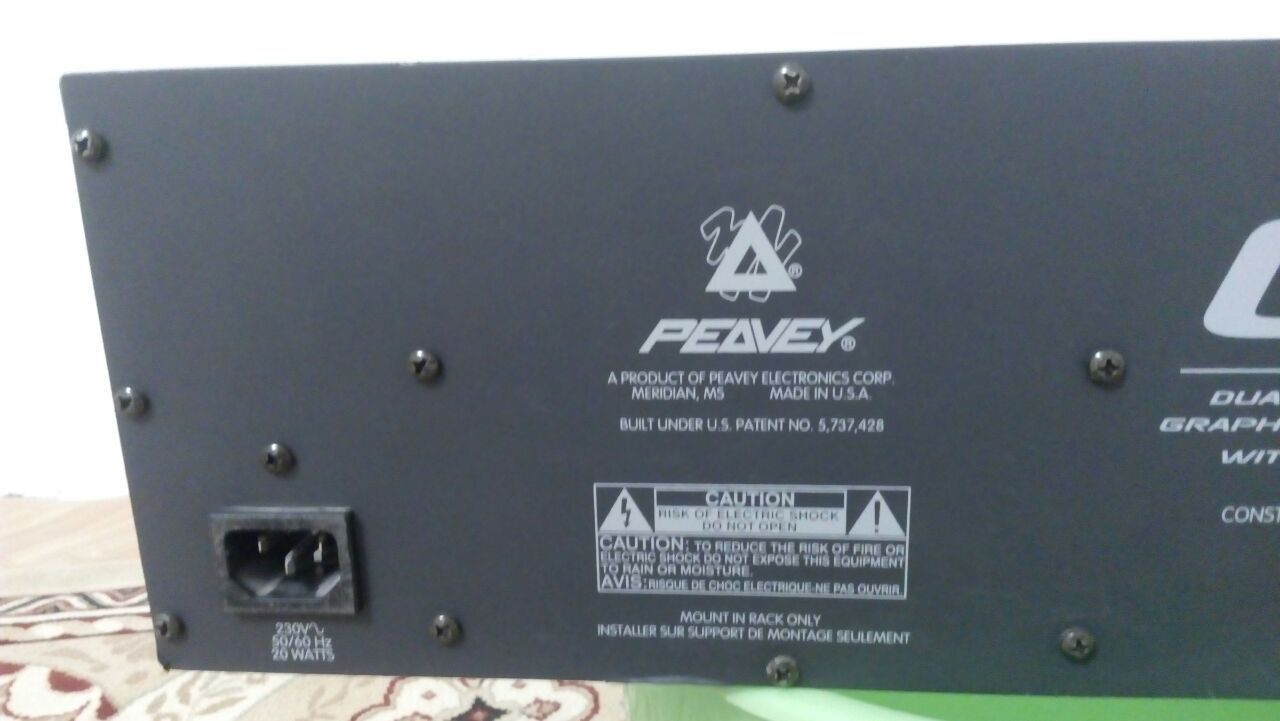 PEAVEY®
A PRODUCT OF PEAVEY ELECTRONICS CORP.
MERIDIAN, MS MADE IN U.S.A.
BUILT UNDER U.S. PATENT NO. 5,737,428
CAUTION
RISK OF ELECTRIC SHOCK
DO NOT OPEN
CAUTION: TO REDUCE THE RISK OF FIRE OR
ELECTRIC SHOCK DO NOT EXPOSE THIS EQUIPMENT
TO RAIN OR MOISTURE.
AVIS: RISQUE DE CHOC ELECTRIQUE-NE PAS OUVRIR.
MOUNT IN RACK ONLY
INSTALLER SUR SUPPORT DE MONTAGE SEULEMENT
230V~
50/60 Hz
20 WATTS
DUA
GRAPH
WIT
CONST